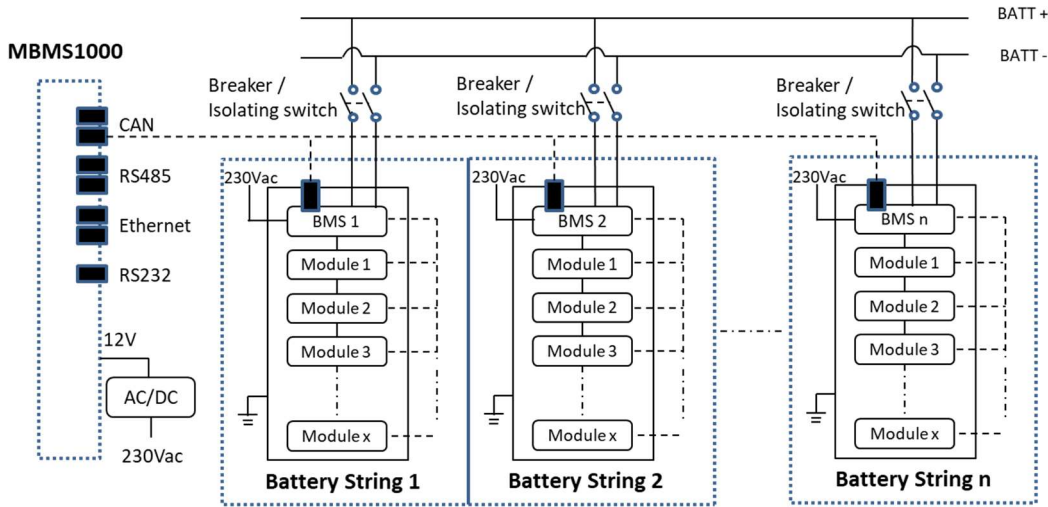 BATT +
MBMS1000
BATT -
Breaker /
Isolating switch
Breaker /
Isolating switch
Breaker /
Isolating switch
CAN
RS485
Ethernet
RS232
12V
AC/DC
230Vac
230Vac
BMS 1
Module 1
Module 2
Module 3
Module x
Battery String 1
230Vac
BMS 2
Module 1
Module 2
Module 3
Module x
Battery String 2
230Vac
BMS n
Module 1
Module 2
Module 3
Module x
Battery String n